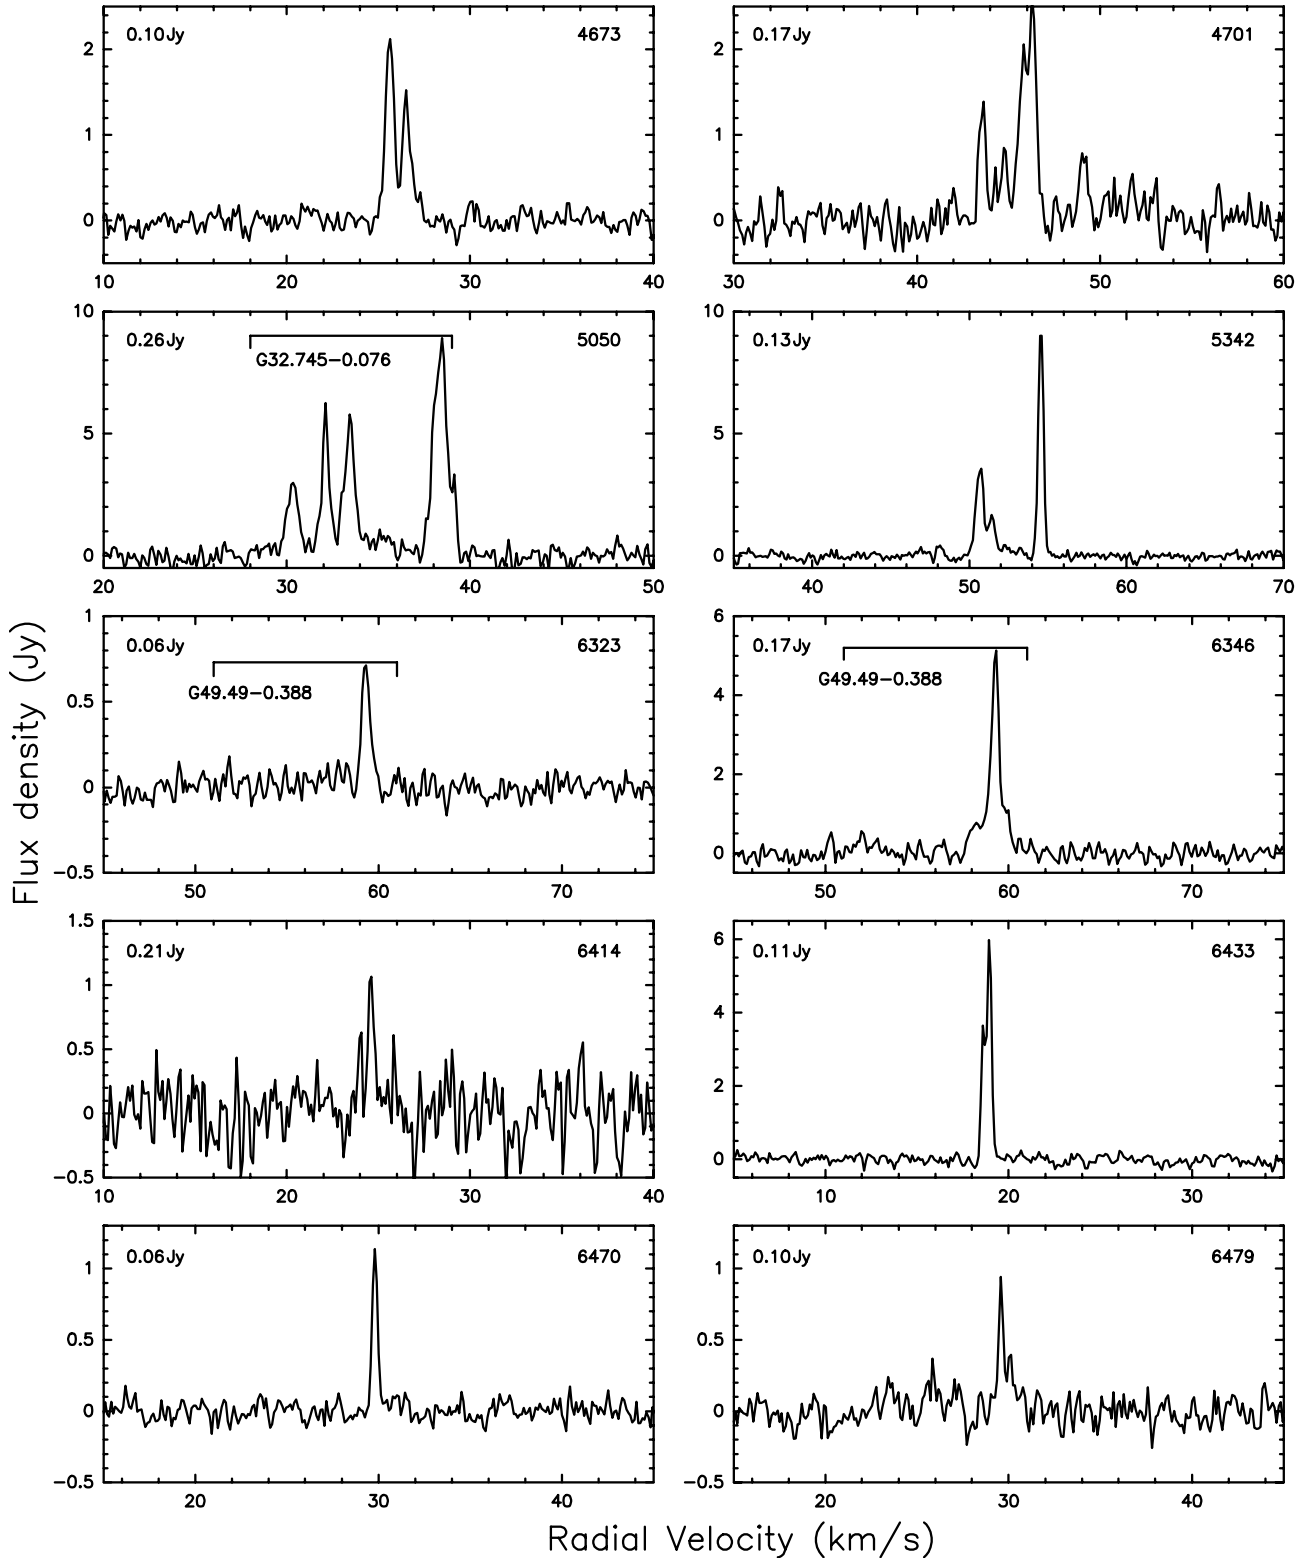 0.10Jy 4673
2
1
0
10 20 30 40
0.17Jy 4701
2
1
0
30 40 50 60
0.26Jy 5050
G32.745−0.076
10
5
0
20 30 40 50
0.13Jy 5342
10
5
0
40 50 60 70
0.06Jy 6323
G49.49−0.388
1
0.5
0
−0.5
50 60 70
0.17Jy 6346
G49.49−0.388
6
4
2
0
50 60 70
0.21Jy 6414
1.5
1
0.5
0
−0.5
10 20 30 40
0.11Jy 6433
6
4
2
0
10 20 30
0.06Jy 6470
1
0.5
0
−0.5
20 30 40
0.10Jy 6479
1
0.5
0
−0.5
20 30 40
Flux density (Jy)
Radial Velocity (km/s)